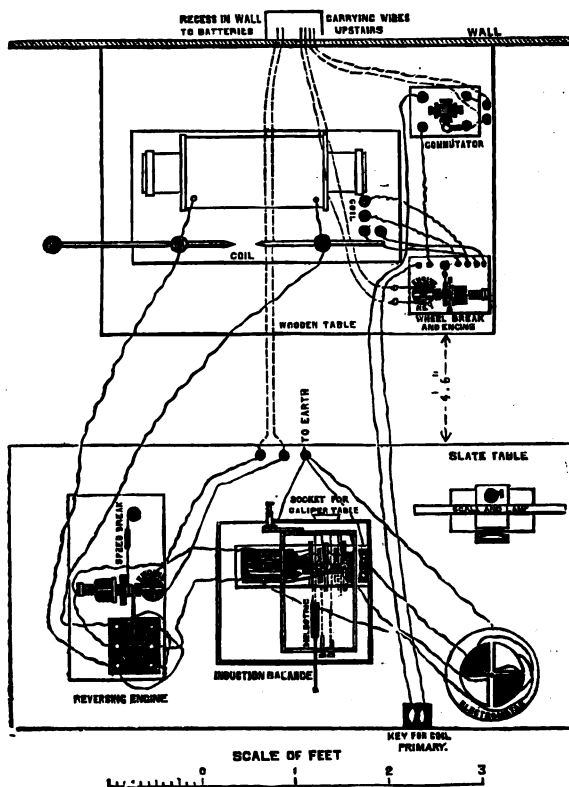 RECESS IN WALL
TO BATTERIES
CARRYING WIRES
UPSTAIRS
WALL
COMMUTATOR
COIL
COIL
WHEEL BREAK
AND ENGINE
WOODEN TABLE
4.6"
TO EARTH
SLATE TABLE
SOCKET FOR
CALIPER TABLE
SPEED BREAK
SCALE AND LAMP
DIELECTRIC
INDUCTION BALANCE
REVERSING ENGINE
ELECTROMETER
KEY FOR COIL
PRIMARY.
SCALE OF FEET
0 1 2 3